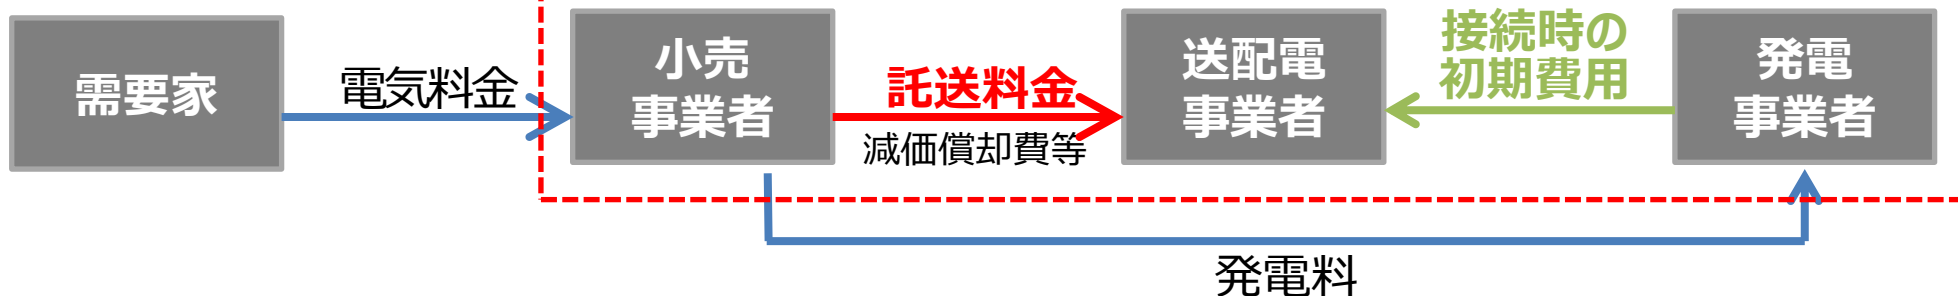 需要家
電気料金
小売
事業者
託送料金
減価償却費等
送配電
事業者
接続時の
初期費用
発電
事業者
発電料